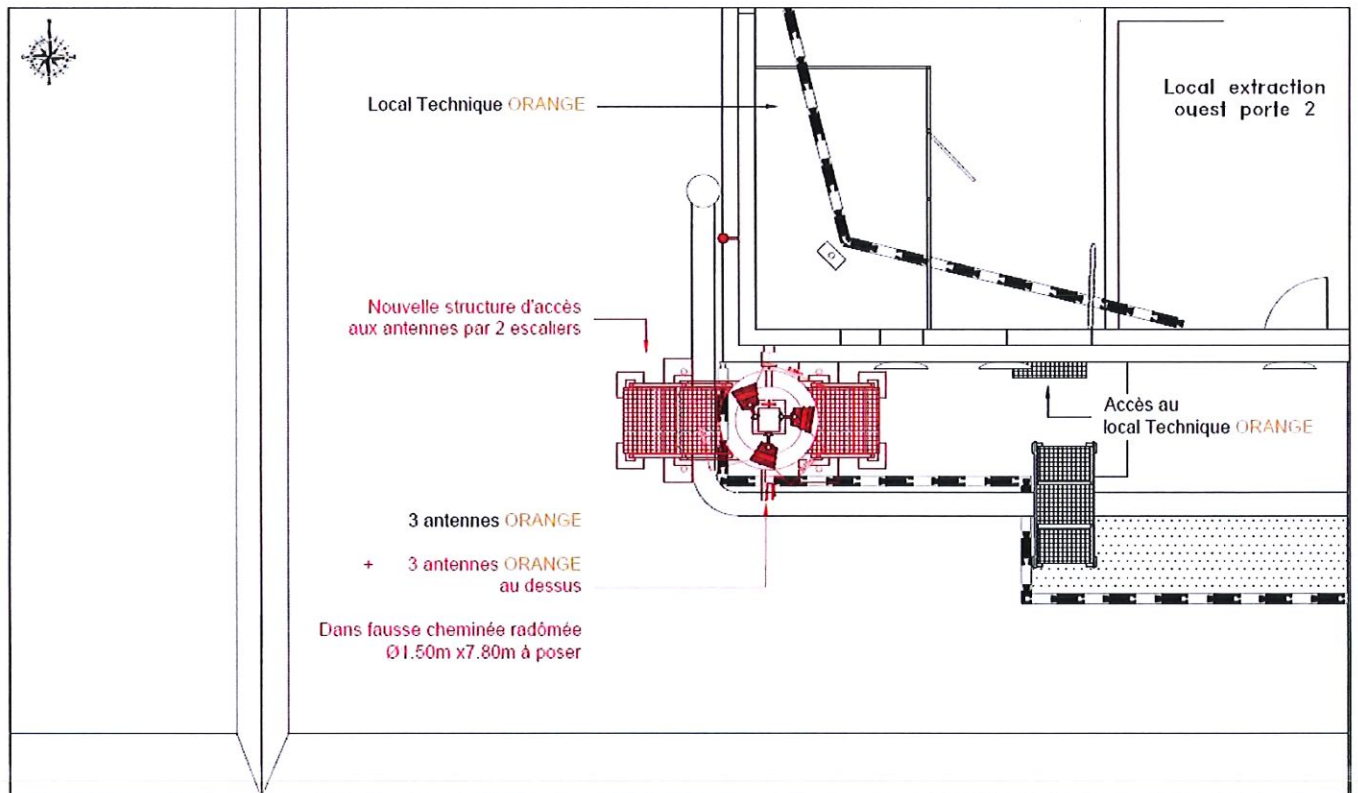 Local Technique ORANGE
Local extraction
ouest porte 2
Nouvelle structure d'accès
aux antennes par 2 escaliers
Accès au
local Technique ORANGE
3 antennes ORANGE
+ 3 antennes ORANGE
au dessus
Dans fausse cheminée radômée
Ø1.50m x7.80m à poser